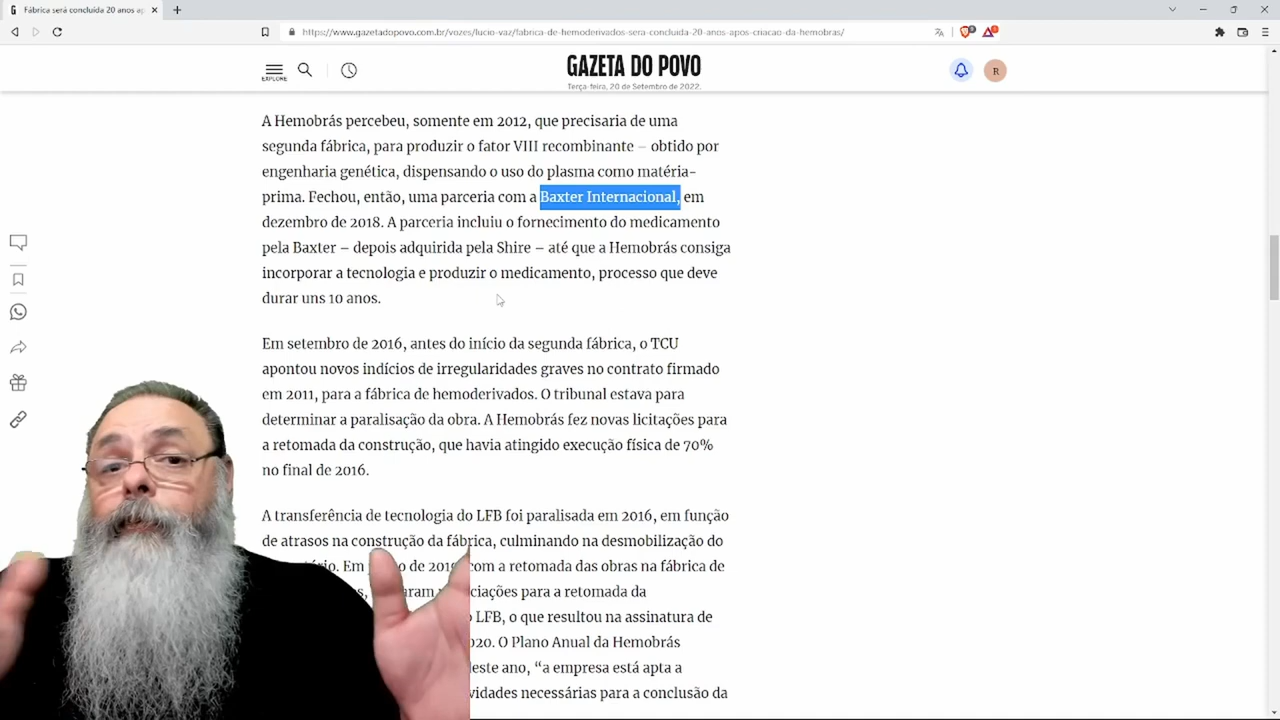 G Fábrica será concluída 20 anos ap
https://www.gazetadopovo.com.br/vozes/lucio-vaz/fabrica-de-hemoderivados-sera-concluida-20-anos-apos-criacao-da-hemobras/
EXPLORE
GAZETA DO POVO
R
Terça-feira, 20 de Setembro de 2022.
A Hemobrás percebeu, somente em 2012, que precisaria de uma
segunda fábrica, para produzir o fator VIII recombinante – obtido por
engenharia genética, dispensando o uso do plasma como matéria-
prima. Fechou, então, uma parceria com a Baxter Internacional, em
dezembro de 2018. A parceria incluiu o fornecimento do medicamento
pela Baxter – depois adquirida pela Shire – até que a Hemobrás consiga
incorporar a tecnologia e produzir o medicamento, processo que deve
durar uns 10 anos.
Em setembro de 2016, antes do início da segunda fábrica, o TCU
apontou novos indícios de irregularidades graves no contrato firmado
em 2011, para a fábrica de hemoderivados. O tribunal estava para
determinar a paralisação da obra. A Hemobrás fez novas licitações para
a retomada da construção, que havia atingido execução física de 70%
no final de 2016.
A transferência de tecnologia do LFB foi paralisada em 2016, em função
de atrasos na construção da fábrica, culminando na desmobilização do
Em com a retomada das obras na fábrica de
para a retomada da
LFB, o que resultou na assinatura de
O Plano Anual da Hemobrás
deste ano, “a empresa está apta a
necessárias para a conclusão da